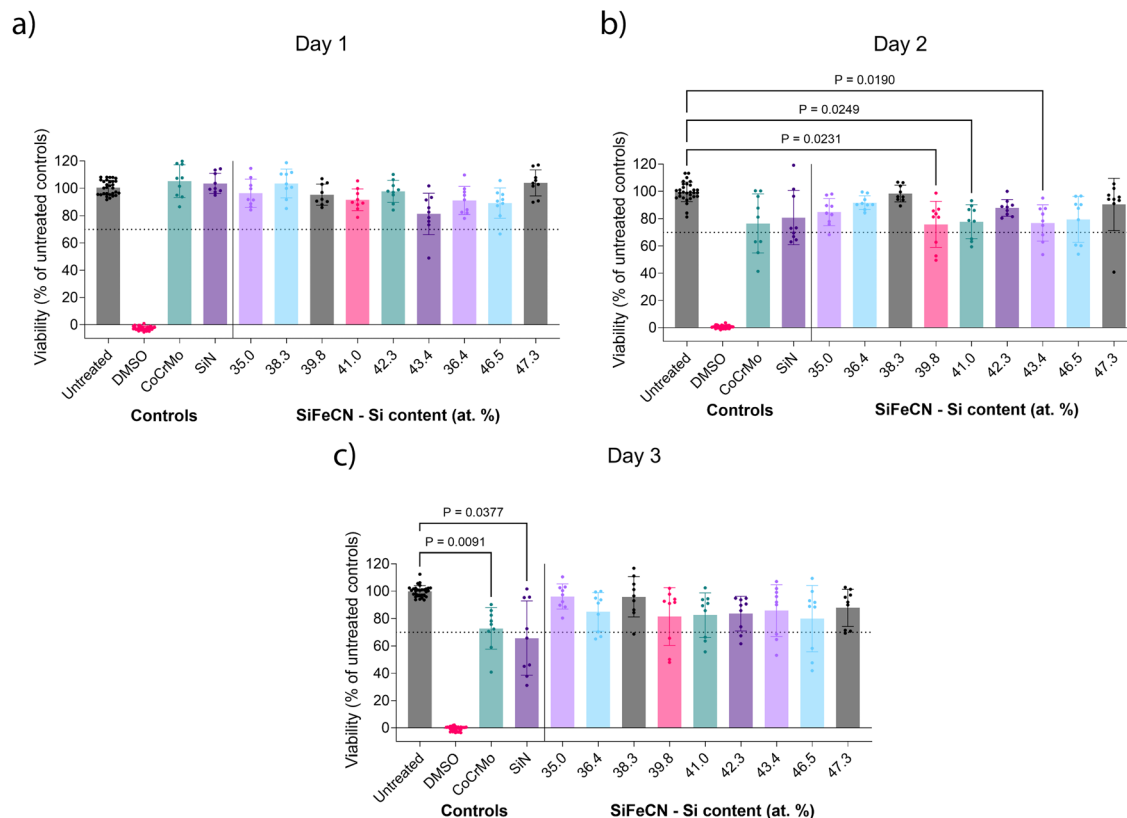 a)
Day 1
Viability (% of untreated controls)
120
100
80
60
40
20
0
Untreated
DMSO
CoCrMo
SiN
35.0
38.3
39.8
41.0
42.3
43.4
36.4
46.5
47.3
Controls
SiFeCN - Si content (at. %)
b)
Day 2
P = 0.0190
P = 0.0249
P = 0.0231
Viability (% of untreated controls)
120
100
80
60
40
20
0
Untreated
DMSO
CoCrMo
SiN
35.0
36.4
38.3
39.8
41.0
42.3
43.4
46.5
47.3
Controls
SiFeCN - Si content (at. %)
c)
Day 3
P = 0.0377
P = 0.0091
Viability (% of untreated controls)
120
100
80
60
40
20
0
Untreated
DMSO
CoCrMo
SiN
35.0
36.4
38.3
39.8
41.0
42.3
43.4
46.5
47.3
Controls
SiFeCN - Si content (at. %)